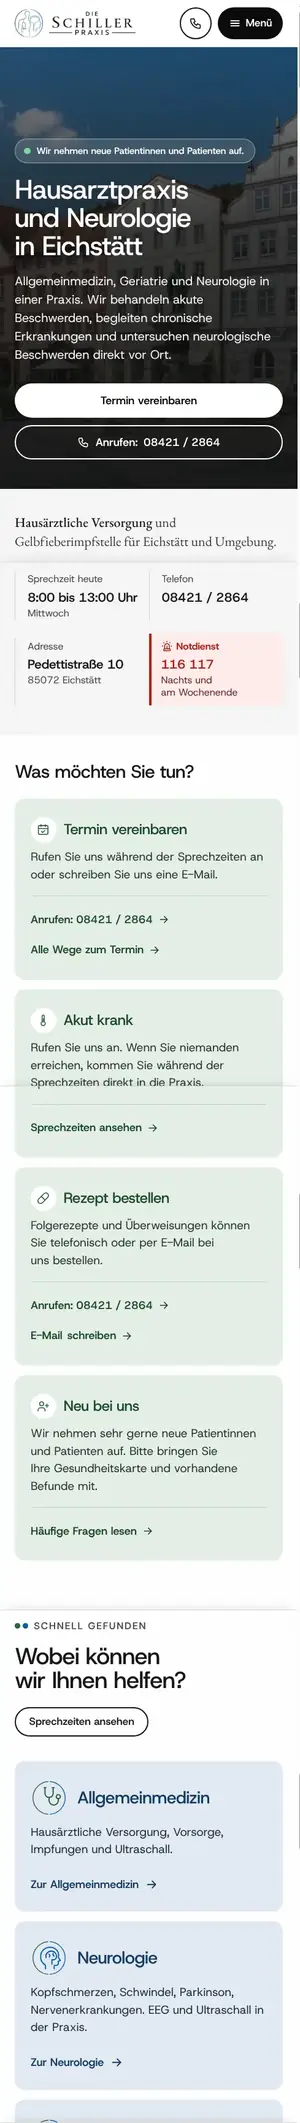 DIE
SCHILLER
PRAXIS
Menü
Wir nehmen neue Patientinnen und Patienten auf.
Hausarztpraxis
und Neurologie
in Eichstätt
Allgemeinmedizin, Geriatrie und Neurologie in
einer Praxis. Wir behandeln akute
Beschwerden, begleiten chronische
Erkrankungen und untersuchen neurologische
Beschwerden direkt vor Ort.
Termin vereinbaren
Anrufen: 08421 / 2864
Hausärztliche Versorgung und
Gelbfieberimpfstelle für Eichstätt und Umgebung.
Sprechzeit heute
8:00 bis 13:00 Uhr
Mittwoch
Telefon
08421 / 2864
Adresse
Pedettistraße 10
85072 Eichstätt
Notdienst
116 117
Nachts und
am Wochenende
Was möchten Sie tun?
Termin vereinbaren
Rufen Sie uns während der Sprechzeiten an
oder schreiben Sie uns eine E-Mail.
Anrufen: 08421 / 2864 →
Alle Wege zum Termin →
Akut krank
Rufen Sie uns an. Wenn Sie niemanden
erreichen, kommen Sie während der
Sprechzeiten direkt in die Praxis.
Sprechzeiten ansehen →
Rezept bestellen
Folgerezepte und Überweisungen können
Sie telefonisch oder per E-Mail bei
uns bestellen.
Anrufen: 08421 / 2864 →
E-Mail schreiben →
Neu bei uns
Wir nehmen sehr gerne neue Patientinnen
und Patienten auf. Bitte bringen Sie
Ihre Gesundheitskarte und vorhandene
Befunde mit.
Häufige Fragen lesen →
SCHNELL GEFUNDEN
Wobei können
wir Ihnen helfen?
Sprechzeiten ansehen
Allgemeinmedizin
Hausärztliche Versorgung, Vorsorge,
Impfungen und Ultraschall.
Zur Allgemeinmedizin →
Neurologie
Kopfschmerzen, Schwindel, Parkinson,
Nervenerkrankungen. EEG und Ultraschall in
der Praxis.
Zur Neurologie →